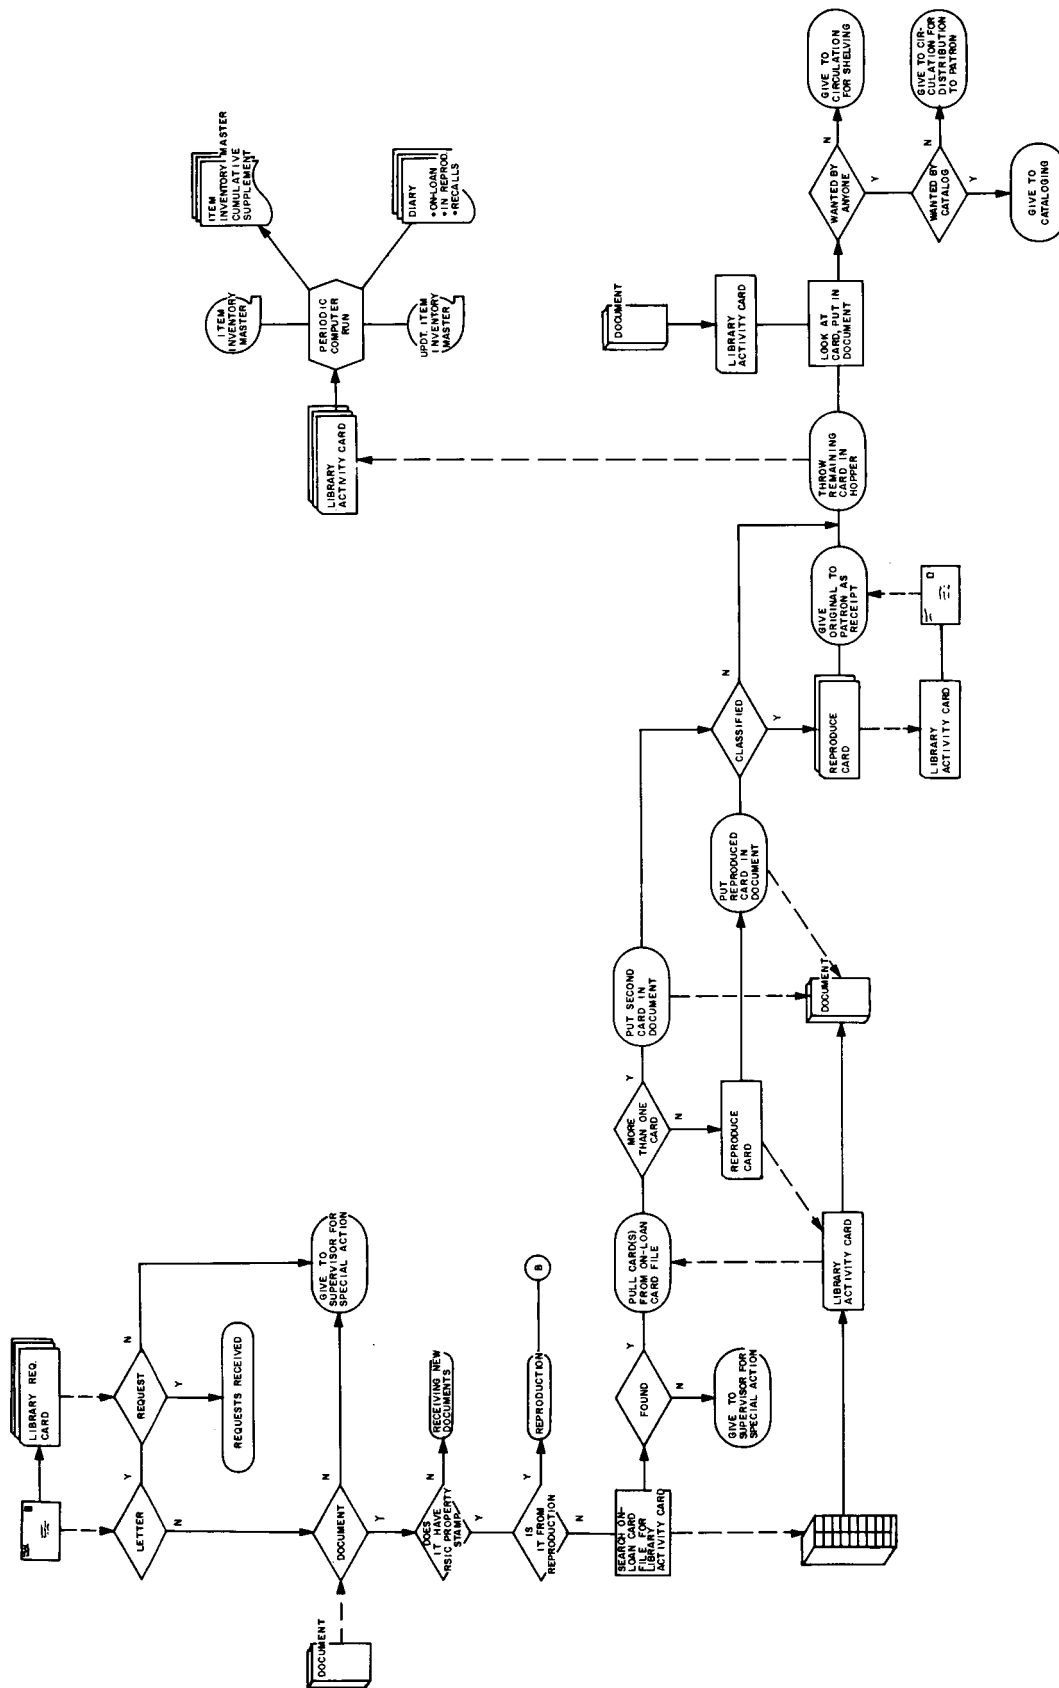 LIBRARY REQ.
CARD
LETTER
Y
REQUEST
N
Y
REQUESTS RECEIVED
N
DOCUMENT
DOCUMENT
N
GIVE TO
SUPERVISOR FOR
SPECIAL ACTION
Y
DOES
IT HAVE
RSIC PROPERTY
STAMP
N
RECEIVING NEW
DOCUMENTS
Y
IS
IT FROM
REPRODUCTION
Y
REPRODUCTION
B
N
SEARCH ON-
LOAN CARD
FILE FOR
LIBRARY
ACTIVITY CARD
FOUND
N
GIVE TO
SUPERVISOR FOR
SPECIAL ACTION
Y
PULL CARD(S)
FROM ON-LOAN
CARD FILE
LIBRARY
ACTIVITY CARD
MORE
THAN ONE
CARD
N
REPRODUCE
CARD
Y
PUT SECOND
CARD IN
DOCUMENT
DOCUMENT
PUT
REPRODUCED
CARD IN
DOCUMENT
CLASSIFIED
N
Y
REPRODUCE
CARD
LIBRARY
ACTIVITY CARD
GIVE
ORIGINAL TO
PATRON AS
RECEIPT
THROW
REMAINING
CARD IN
HOPPER
LIBRARY
ACTIVITY CARD
PERIODIC
COMPUTER
RUN
ITEM
INVENTORY
MASTER
UPDT. ITEM
INVENTORY
MASTER
ITEM
INVENTORY MASTER
CUMULATIVE
SUPPLEMENT
DIARY
•ON-LOAN
•IN REPROD.
•RECALLS
DOCUMENT
LIBRARY
ACTIVITY CARD
LOOK AT
CARD, PUT IN
DOCUMENT
WANTED BY
ANYONE
N
GIVE TO
CIRCULATION
FOR SHELVING
Y
WANTED BY
CATALOG
N
GIVE TO CIR-
CULATION FOR
DISTRIBUTION
TO PATRON
Y
GIVE TO
CATALOGING